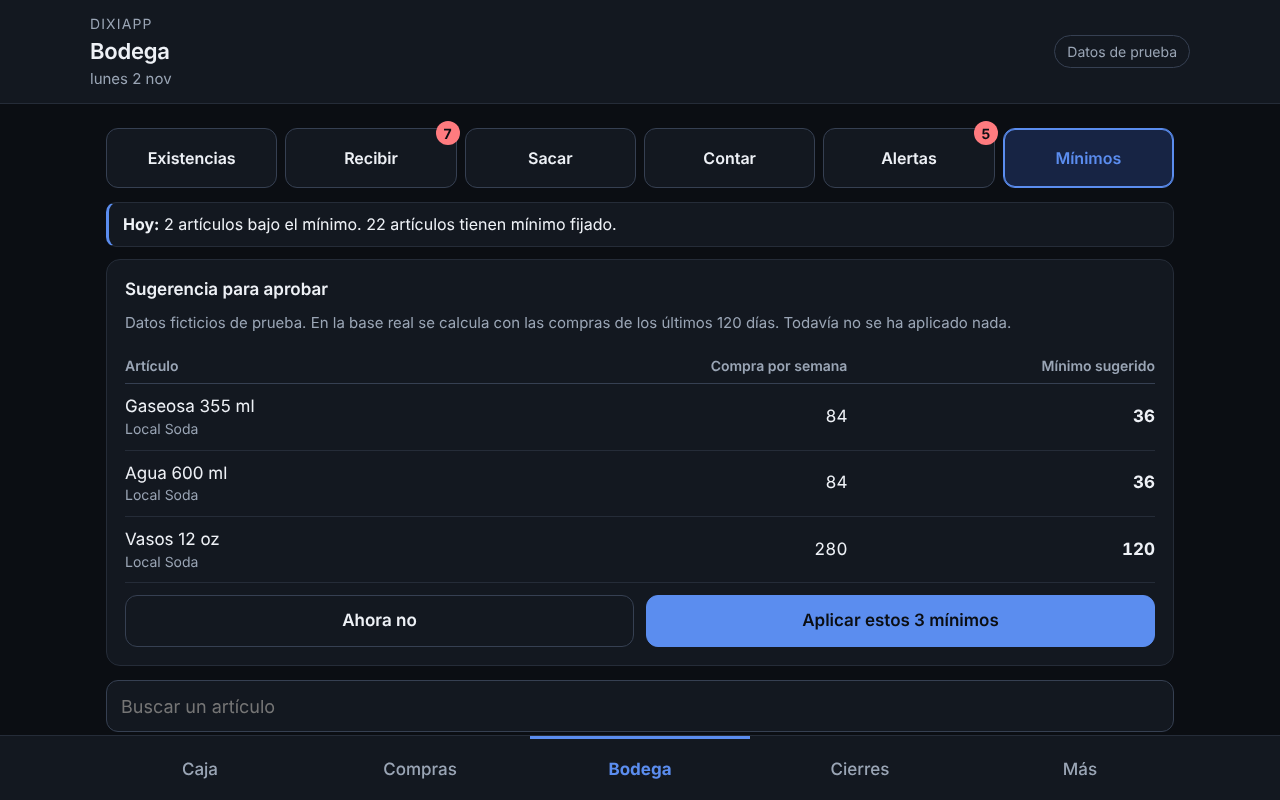 DIXIAPP
Bodega
lunes 2 nov
Datos de prueba
Existencias
Recibir
7
Sacar
Contar
Alertas
5
Mínimos
Hoy: 2 artículos bajo el mínimo. 22 artículos tienen mínimo fijado.
Sugerencia para aprobar
Datos ficticios de prueba. En la base real se calcula con las compras de los últimos 120 días. Todavía no se ha aplicado nada.
Artículo Compra por semana Mínimo sugerido
Gaseosa 355 ml 84 36
Local Soda
Agua 600 ml 84 36
Local Soda
Vasos 12 oz 280 120
Local Soda
Ahora no
Aplicar estos 3 mínimos
Buscar un artículo
Caja
Compras
Bodega
Cierres
Más